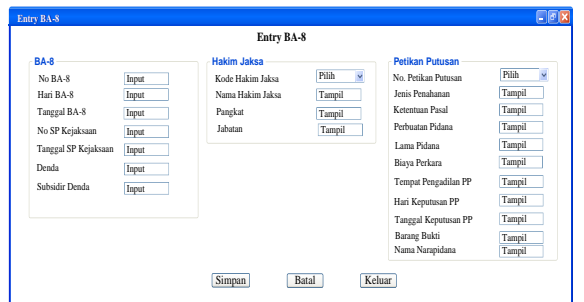 Entry BA-8
Entry BA-8
BA-8
No BA-8 Input
Hari BA-8 Input
Tanggal BA-8 Input
No SP Kejaksaan Input
Tanggal SP Kejaksaan Input
Denda Input
Subsidir Denda Input
Hakim Jaksa
Kode Hakim Jaksa Pilih
Nama Hakim Jaksa Tampil
Pangkat Tampil
Jabatan Tampil
Petikan Putusan
No. Petikan Putusan Pilih
Jenis Penahanan Tampil
Ketentuan Pasal Tampil
Perbuatan Pidana Tampil
Lama Pidana Tampil
Biaya Perkara Tampil
Tempat Pengadilan PP Tampil
Hari Keputusan PP Tampil
Tanggal Keputusan PP Tampil
Barang Bukti Tampil
Nama Narapidana Tampil
Simpan Batal Keluar